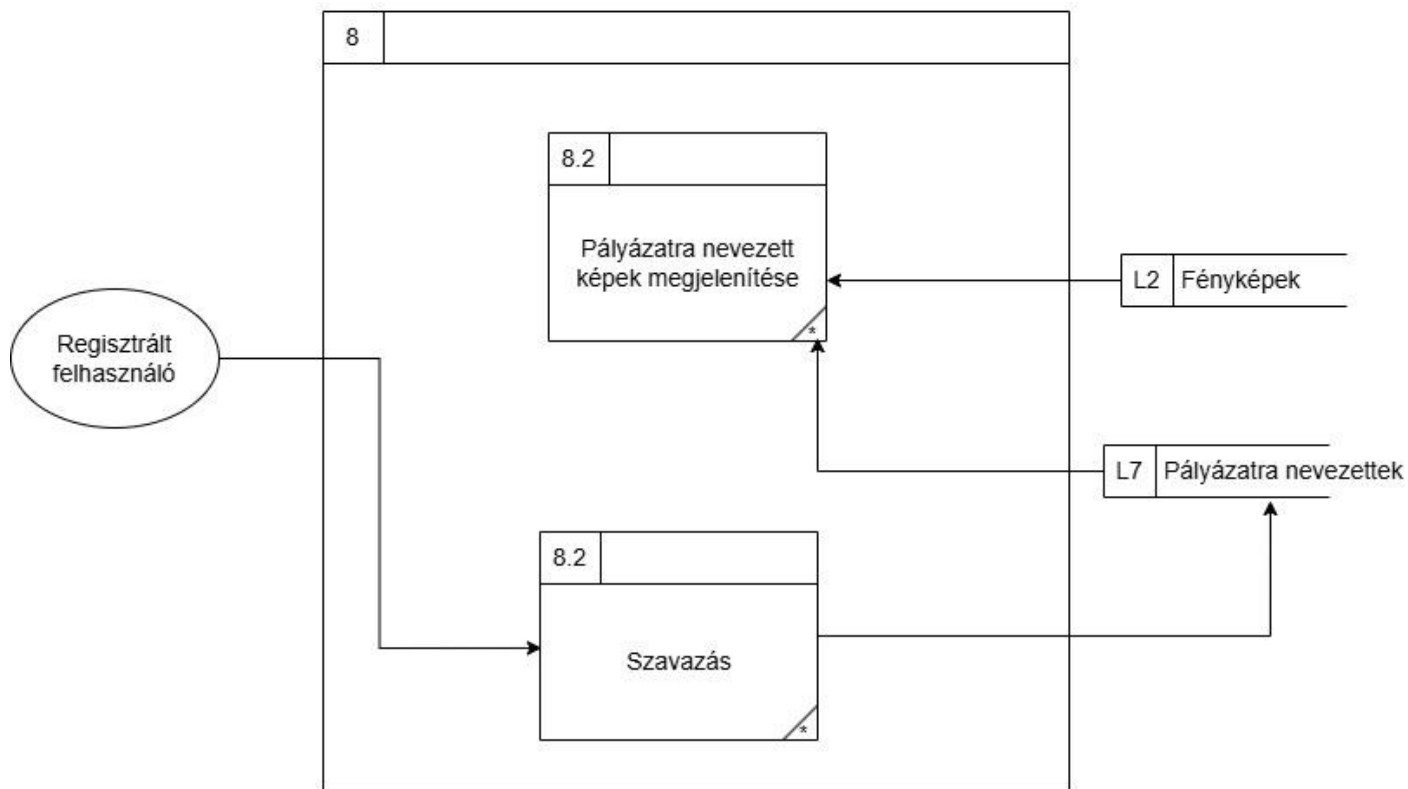 8
8.2
Pályázatra nevezett
képek megjelenítése
*
L2 Fényképek
Regisztrált
felhasználó
L7 Pályázatra nevezettek
8.2
Szavazás
*